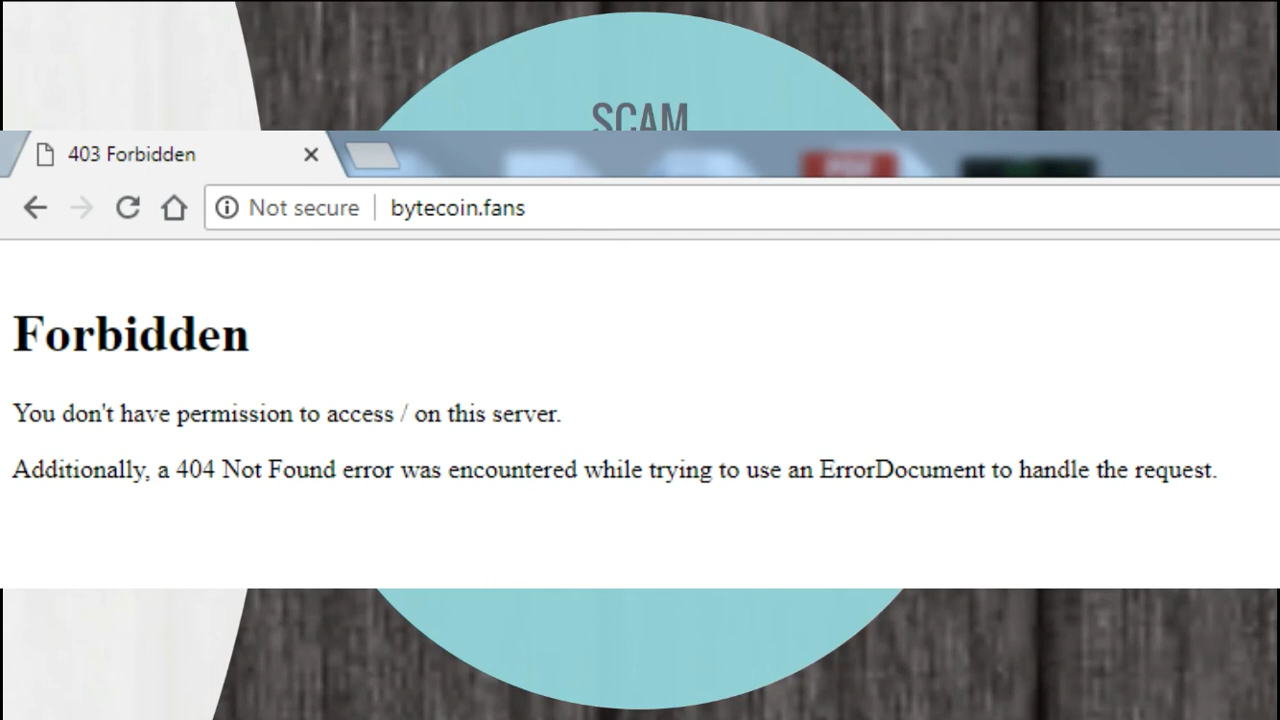 SCAM
403 Forbidden
Not secure
bytecoin.fans
Forbidden
You don't have permission to access / on this server.
Additionally, a 404 Not Found error was encountered while trying to use an ErrorDocument to handle the request.